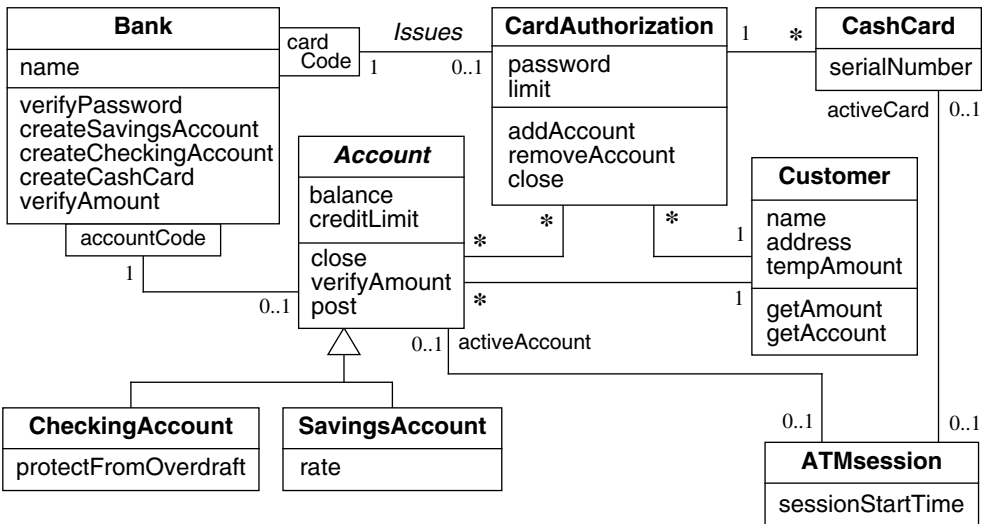 Bank
name
verifyPassword
createSavingsAccount
createCheckingAccount
createCashCard
verifyAmount
card
Code
1
Issues
0..1
CardAuthorization
password
limit
addAccount
removeAccount
close
1
*
CashCard
serialNumber
activeCard
0..1
accountCode
1
0..1
Account
balance
creditLimit
close
verifyAmount
post
*
*
*
1
*
1
Customer
name
address
tempAmount
getAmount
getAccount
0..1
activeAccount
CheckingAccount
protectFromOverdraft
SavingsAccount
rate
0..1
0..1
ATMsession
sessionStartTime